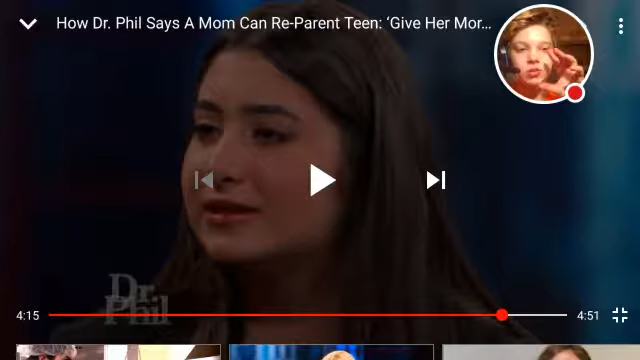 How Dr. Phil Says A Mom Can Re-Parent Teen: ‘Give Her Mor...
Dr.
Phil
4:15
4:51